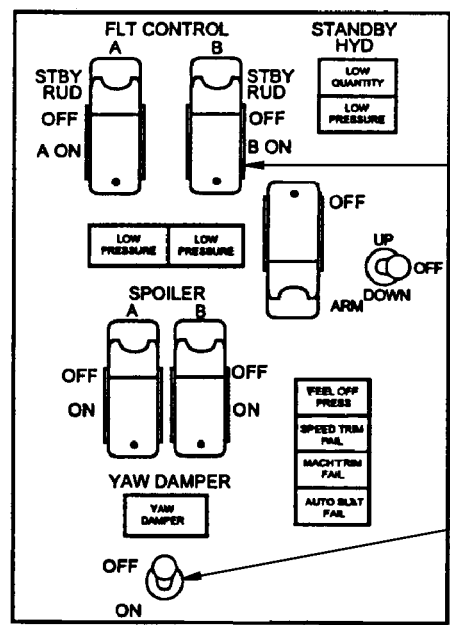 FLT CONTROL
A B
STANDBY
HYD
STBY
RUD
STBY
RUD
LOW
QUANTITY
LOW
PRESSURE
OFF
OFF
A ON
B ON
LOW
PRESSURE
LOW
PRESSURE
OFF
UP
OFF
DOWN
ARM
SPOILER
A B
OFF
OFF
ON
ON
FEEL OFF
PRESS
SPEED TRIM
FAIL
MACH TRIM
FAIL
AUTO SLAT
FAIL
YAW DAMPER
YAW
DAMPER
OFF
ON